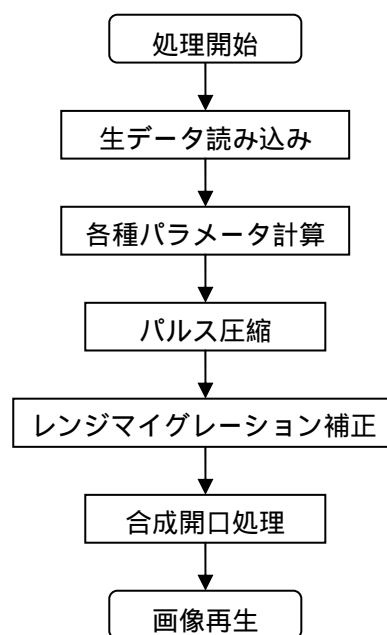 処理開始
生データ読み込み
各種パラメータ計算
パルス圧縮
レンジマイグレーション補正
合成開口処理
画像再生